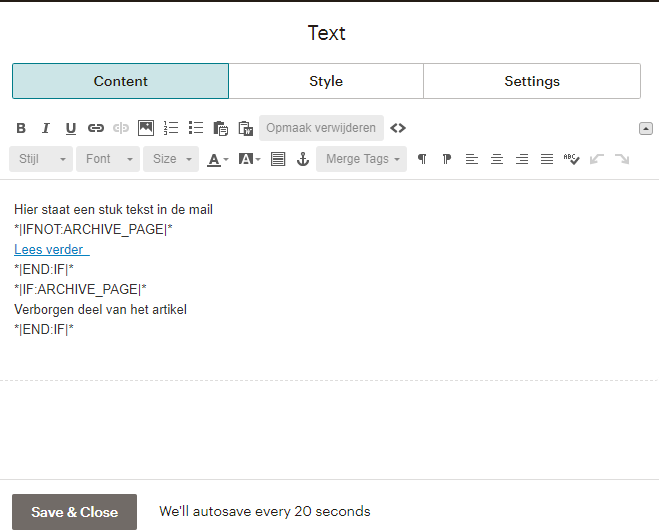 Text
Content Style Settings
B I U Opmaak verwijderen
Stijl Font Size A A Merge Tags ABC
Hier staat een stuk tekst in de mail
*|IFNOT:ARCHIVE_PAGE|*
Lees verder
*|END:IF|*
*|IF:ARCHIVE_PAGE|*
Verborgen deel van het artikel
*|END:IF|*
Save & Close We'll autosave every 20 seconds